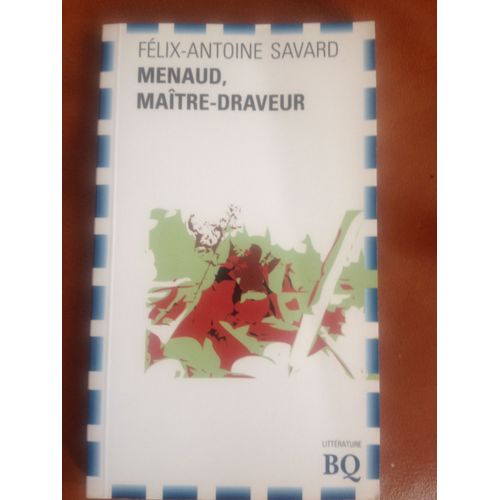 FÉLIX-ANTOINE SAVARD
MENAUD,
MAÎTRE-DRAVEUR
LITTÉRATURE
BQ